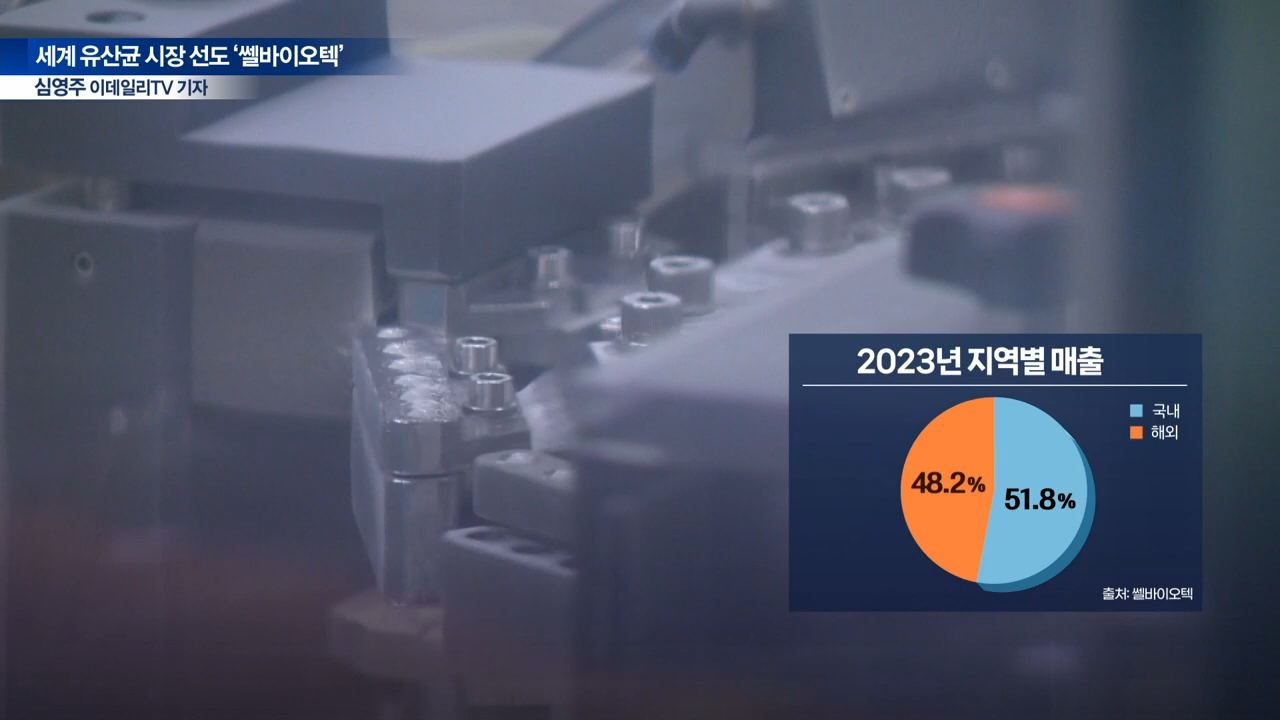 세계 유산균 시장 선도 ‘쎌바이오텍’
심영주 이데일리TV 기자
2023년 지역별 매출
국내
해외
48.2%
51.8%
출처: 쎌바이오텍